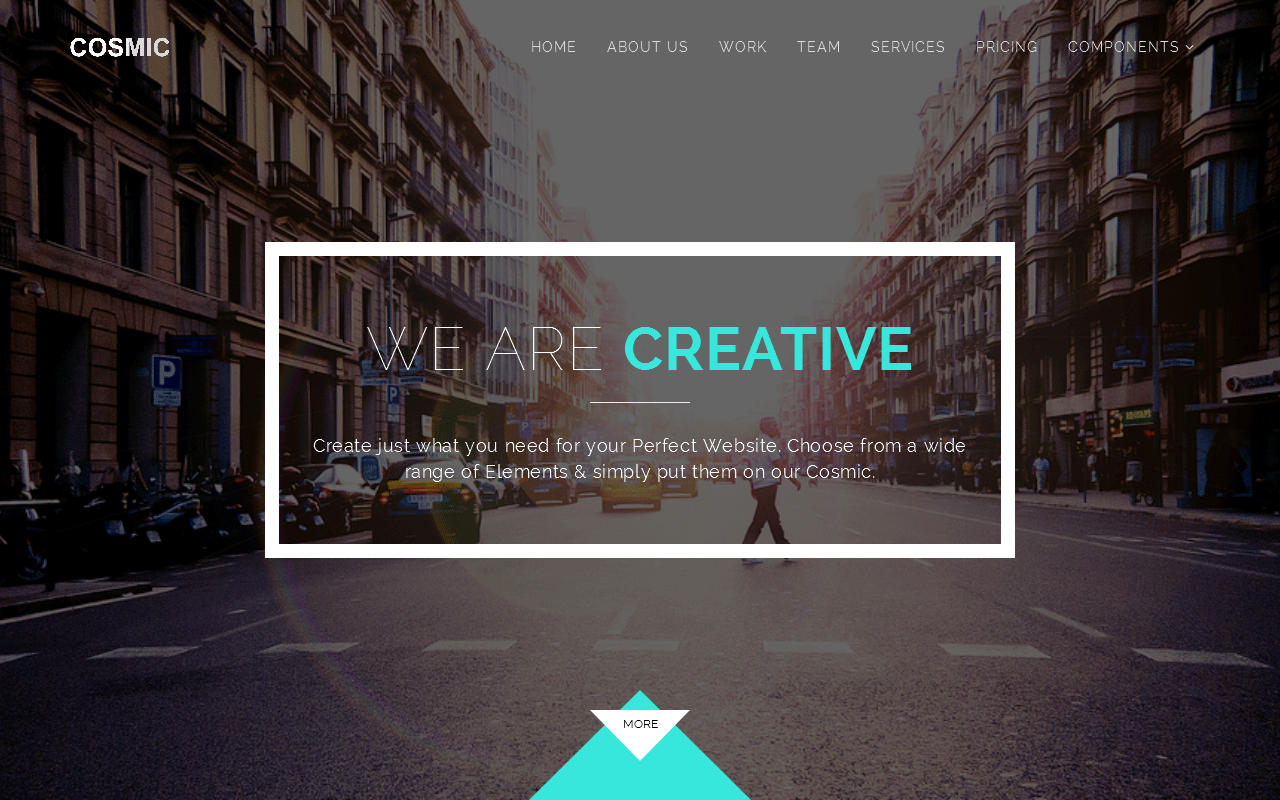 COSMIC
HOME ABOUT US WORK TEAM SERVICES PRICING COMPONENTS
WE ARE CREATIVE
P
P
Create just what you need for your Perfect Website. Choose from a wide
range of Elements & simply put them on our Cosmic.
MORE